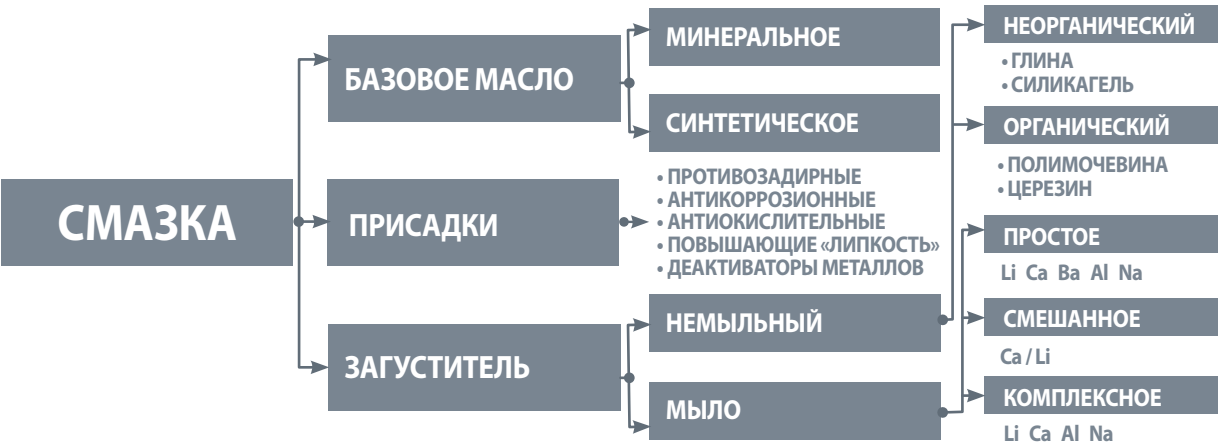 СМАЗКА
БАЗОВОЕ МАСЛО
МИНЕРАЛЬНОЕ
СИНТЕТИЧЕСКОЕ
ПРИСАДКИ
• ПРОТИВОЗАДИРНЫЕ
• АНТИКОРРОЗИОННЫЕ
• АНТИОКИСЛИТЕЛЬНЫЕ
• ПОВЫШАЮЩИЕ «ЛИПКОСТЬ»
• ДЕАКТИВАТОРЫ МЕТАЛЛОВ
ЗАГУСТИТЕЛЬ
НЕМЫЛЬНЫЙ
НЕОРГАНИЧЕСКИЙ
• ГЛИНА
• СИЛИКАГЕЛЬ
ОРГАНИЧЕСКИЙ
• ПОЛИМОЧЕВИНА
• ЦЕРЕЗИН
МЫЛО
ПРОСТОЕ
Li Ca Ba Al Na
СМЕШАННОЕ
Ca / Li
КОМПЛЕКСНОЕ
Li Ca Al Na